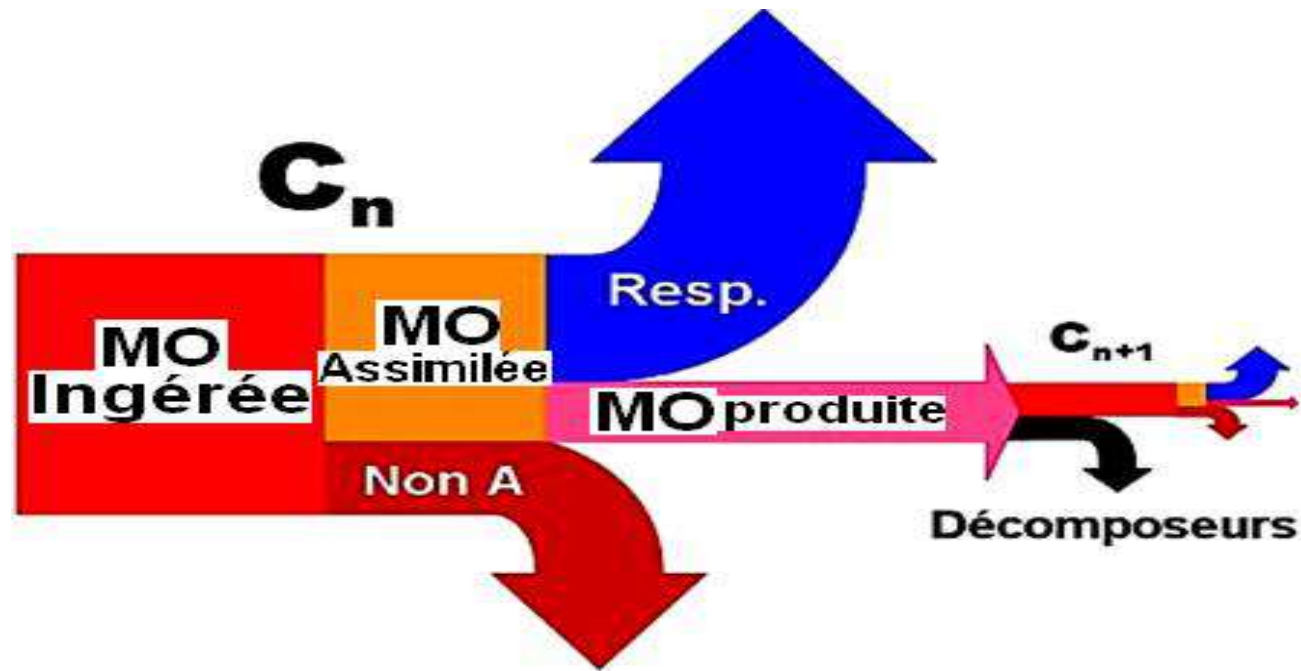 Cn
Resp.
MO
Ingérée
MO
Assimilée
MO produite
Non A
Cn+1
Décomposeurs